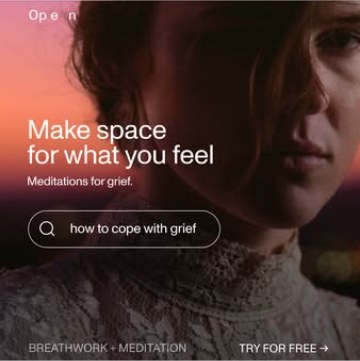 Open
Make space
for what you feel
Meditations for grief.
how to cope with grief
BREATHWORK + MEDITATION
TRY FOR FREE →